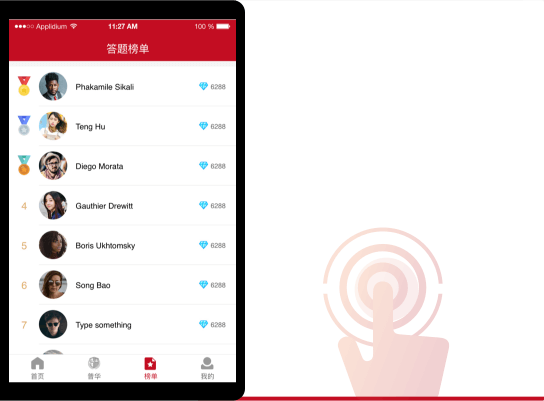 ●●●○○ Applidium 11:27 AM 100 %
答题榜单
Phakamile Sikali 6288
Teng Hu 6288
Diego Morata 6288
4 Gauthier Drewitt 6288
5 Boris Ukhtomsky 6288
6 Song Bao 6288
7 Type something 6288
首页 普华 榜单 我的